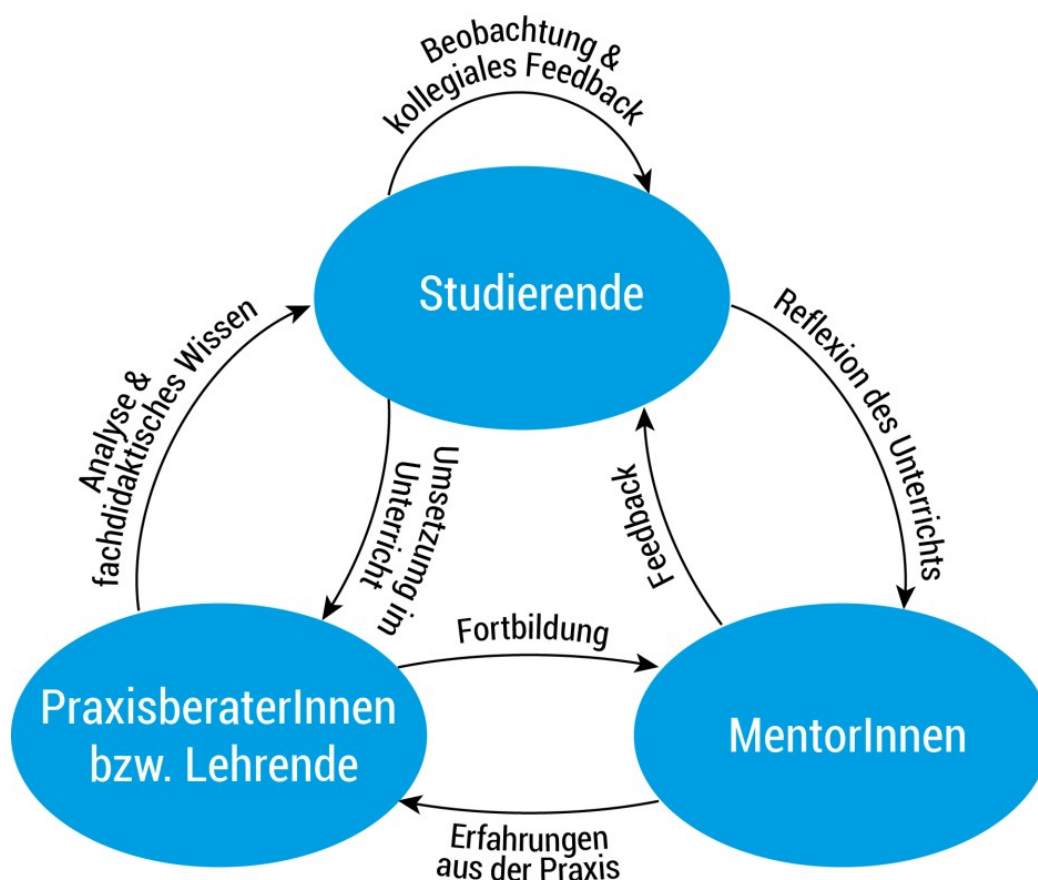 Beobachtung &
kollegiales Feedback
Studierende
Analyse &
fachdidaktisches Wissen
Reflexion des Unterrichts
Umsetzumg im
Unterricht
Feedback
Fortbildung
PraxisberaterInnen
bzw. Lehrende
MentorInnen
Erfahrungen
aus der Praxis